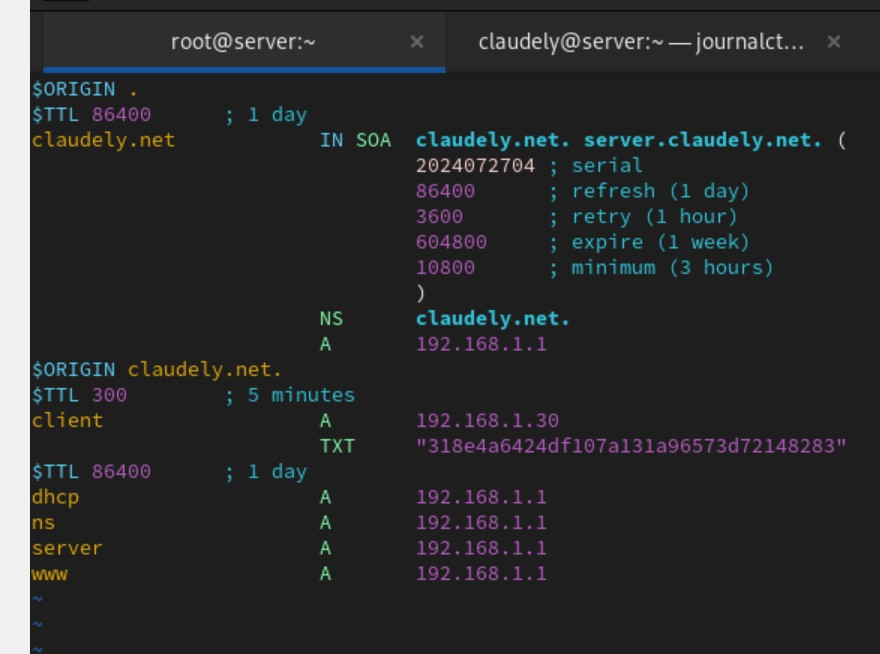 root@server:~ × claudely@server:~ — journalct... ×
$ORIGIN .
$TTL 86400 ; 1 day
claudely.net IN SOA claudely.net. server.claudely.net. (
2024072704 ; serial
86400 ; refresh (1 day)
3600 ; retry (1 hour)
604800 ; expire (1 week)
10800 ; minimum (3 hours)
)
NS claudely.net.
A 192.168.1.1
$ORIGIN claudely.net.
$TTL 300 ; 5 minutes
client A 192.168.1.30
TXT "318e4a6424df107a131a96573d72148283"
$TTL 86400 ; 1 day
dhcp A 192.168.1.1
ns A 192.168.1.1
server A 192.168.1.1
www A 192.168.1.1
~
~
~